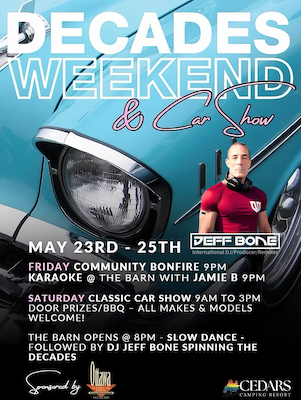 DECADES
WEEKEND
& Car Show
JEFF BONE
International DJ/Producer/Remixer
MAY 23RD - 25TH
FRIDAY COMMUNITY BONFIRE 9PM
KARAOKE @ THE BARN WITH JAMIE B 9PM
SATURDAY CLASSIC CAR SHOW 9AM TO 3PM
DOOR PRIZES/BBQ – ALL MAKES & MODELS
WELCOME!
THE BARN OPENS @ 8PM - SLOW DANCE -
FOLLOWED BY DJ JEFF BONE SPINNING THE
DECADES
Sponsored by
Ottawa
CEDARS
CAMPING RESORT